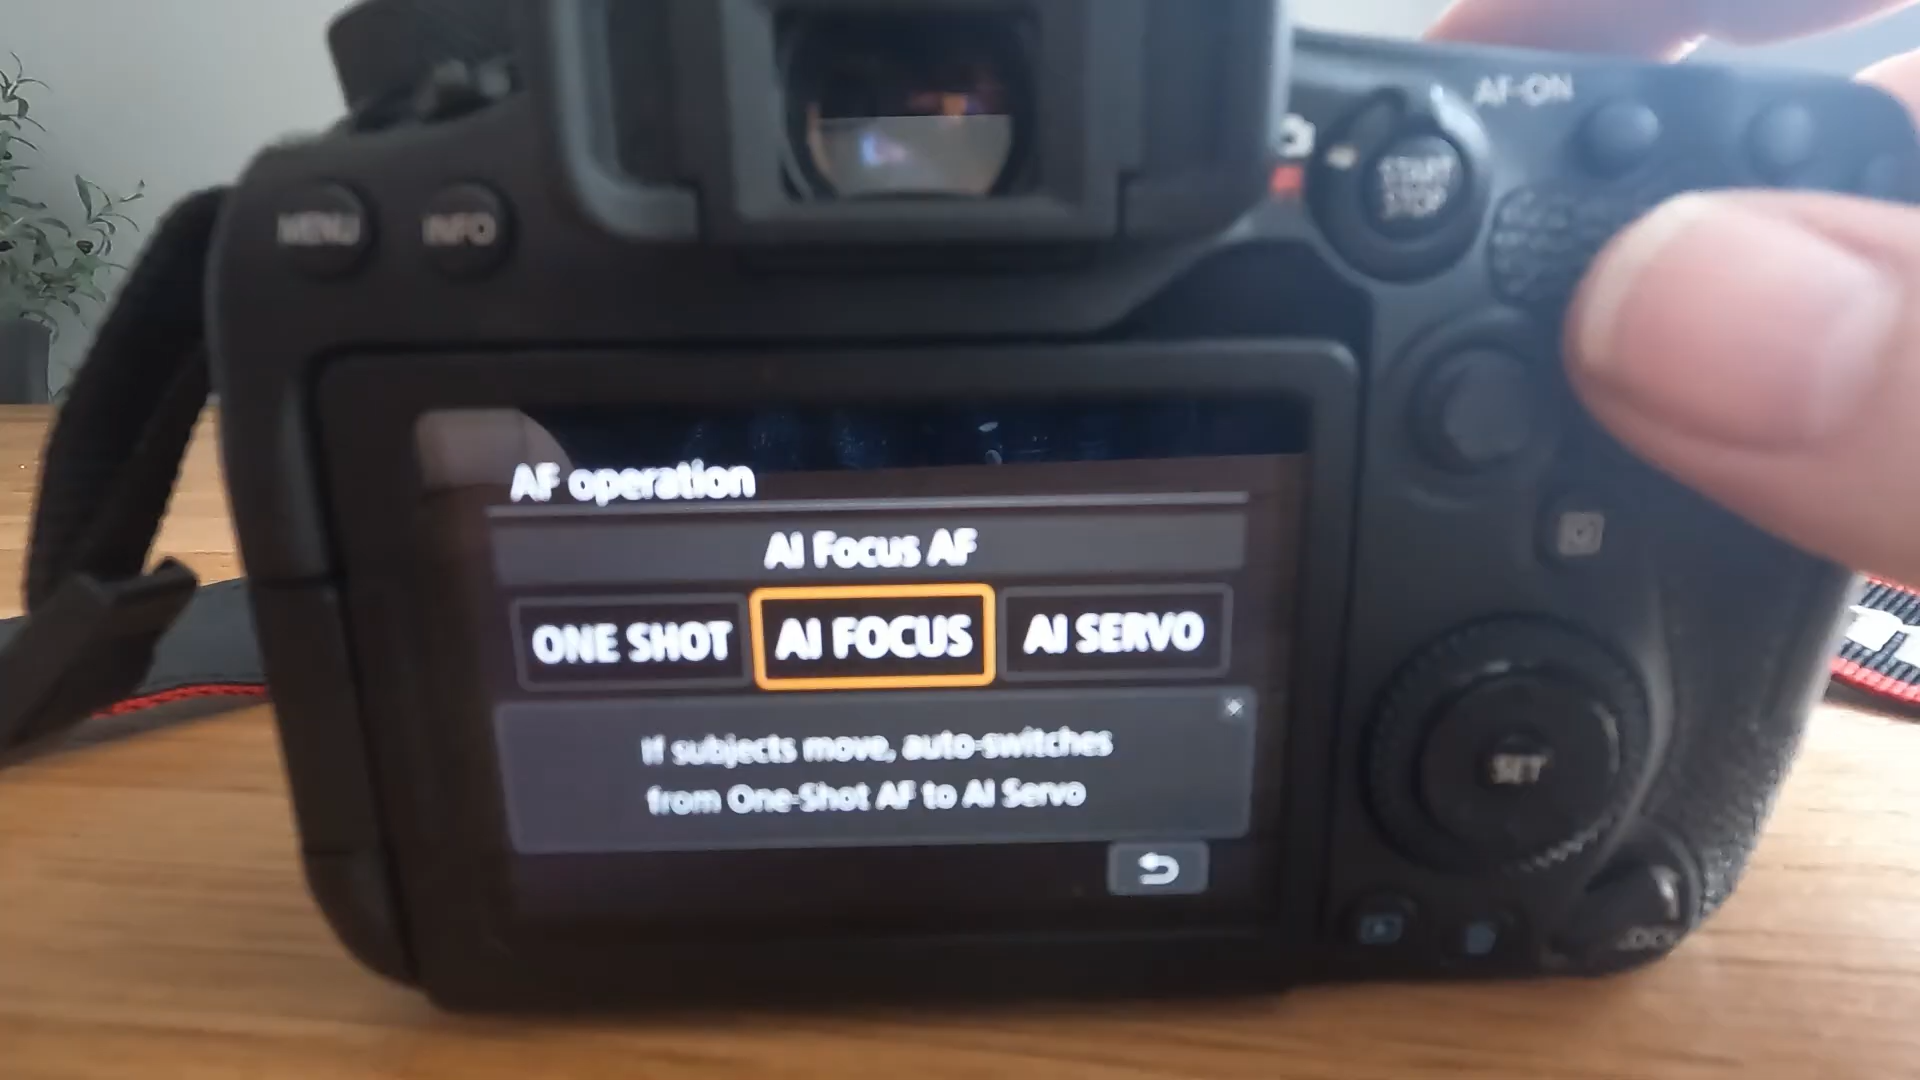 AF-ON
START
STOP
MENU
INFO
AF operation
AI Focus AF
ONE SHOT
AI FOCUS
AI SERVO
If subjects move, auto-switches
from One-Shot AF to AI Servo
SET